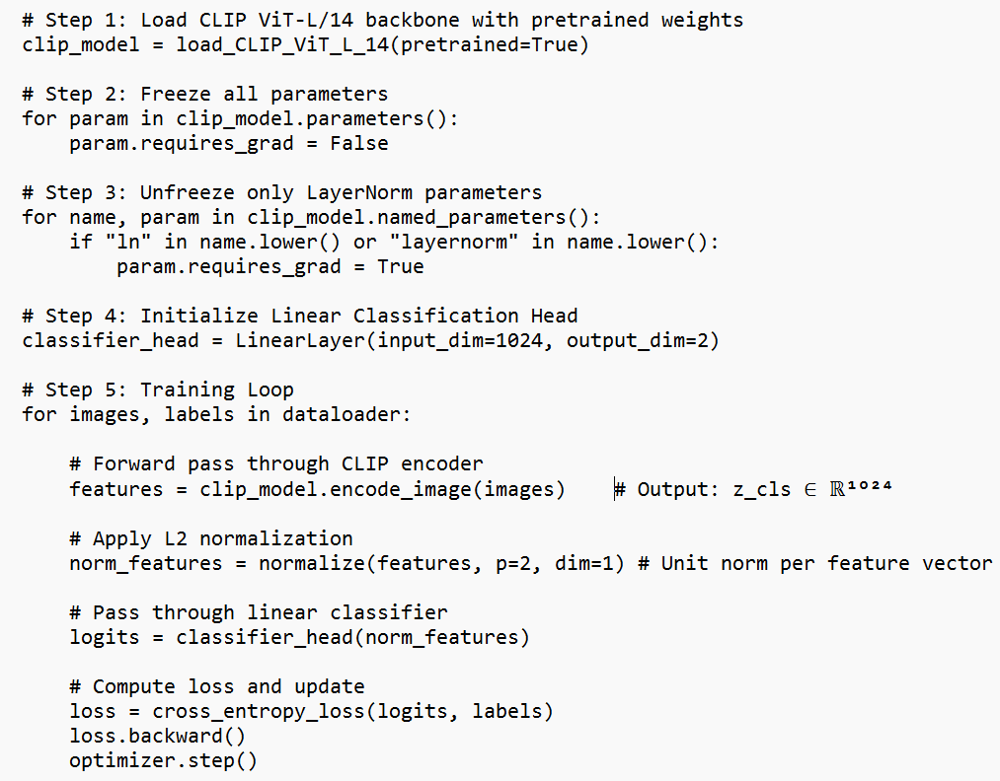 # Step 1: Load CLIP ViT-L/14 backbone with pretrained weights
clip_model = load_CLIP_ViT_L_14(pretrained=True)

# Step 2: Freeze all parameters
for param in clip_model.parameters():
    param.requires_grad = False

# Step 3: Unfreeze only LayerNorm parameters
for name, param in clip_model.named_parameters():
    if "ln" in name.lower() or "layernorm" in name.lower():
        param.requires_grad = True

# Step 4: Initialize Linear Classification Head
classifier_head = LinearLayer(input_dim=1024, output_dim=2)

# Step 5: Training Loop
for images, labels in dataloader:

    # Forward pass through CLIP encoder
    features = clip_model.encode_image(images)    # Output: z_cls ∈ ℝ¹⁰²⁴

    # Apply L2 normalization
    norm_features = normalize(features, p=2, dim=1) # Unit norm per feature vector

    # Pass through linear classifier
    logits = classifier_head(norm_features)

    # Compute loss and update
    loss = cross_entropy_loss(logits, labels)
    loss.backward()
    optimizer.step()